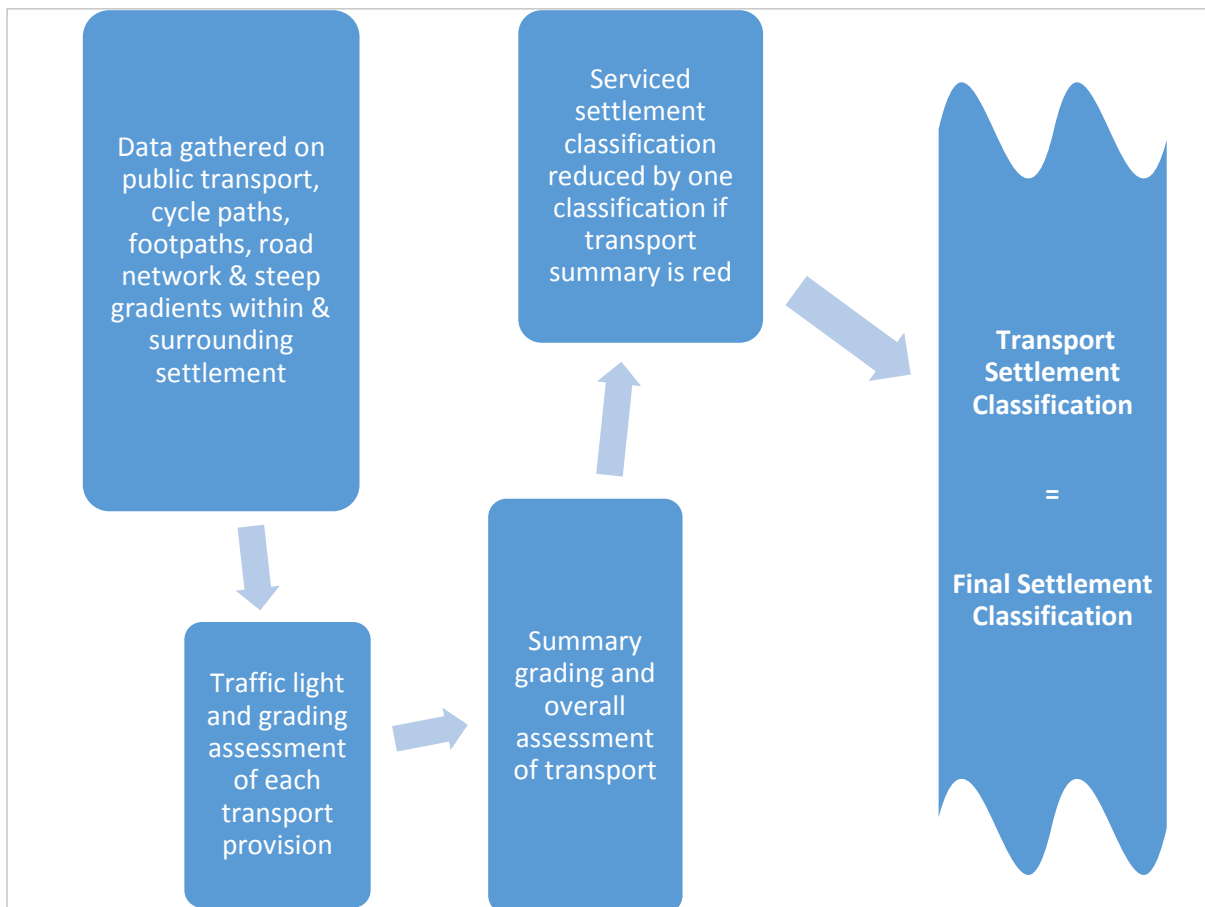 Data gathered on
public transport,
cycle paths,
footpaths, road
network & steep
gradients within &
surrounding
settlement
Traffic light
and grading
assessment
of each
transport
provision
Summary
grading and
overall
assessment
of transport
Serviced
settlement
classification
reduced by one
classification if
transport
summary is red
Transport
Settlement
Classification
=
Final Settlement
Classification